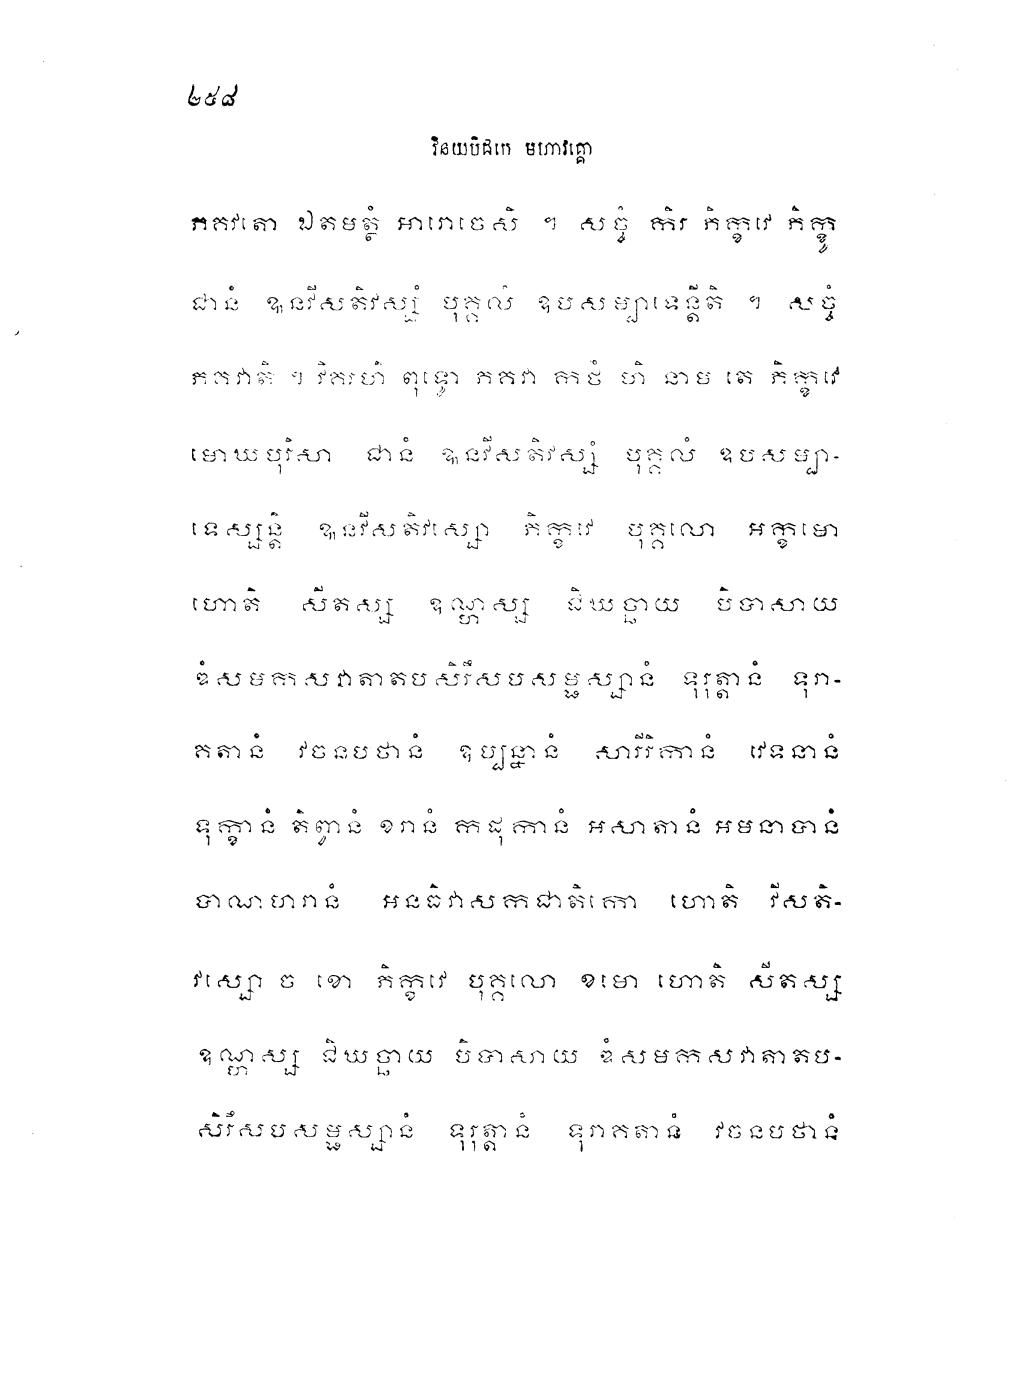 ២៥៨
វិនយបិដកេ មហាវគ្គោ
ភគវតោ ឯតមត្ថំ អារោចេសិ ។ សច្ចំ កិរ ភិក្ខវេ ភិក្ខូ
ជានំ ឩនវីសតិវស្សំ បុគ្គលំ ឧបសម្បាទេន្តីតិ ។ សច្ចំ
ភគវាតិ ។ វិគរហិ ពុទ្ធោ ភគវា កថំ ហិ នាម តេ ភិក្ខវេ
មោឃបុរិសា ជានំ ឩនវីសតិវស្សំ បុគ្គលំ ឧបសម្បា-
ទេស្សន្តិ ឩនវីសតិវស្សោ ភិក្ខវេ បុគ្គលោ អក្ខមោ
ហោតិ សីតស្ស ឧណ្ហស្ស ជិឃច្ឆាយ បិបាសាយ
ឌំសមកសវាតាតបសិរឹសបសម្ផស្សានំ ទុរុត្តានំ ទុរា-
គតានំ វចនបថានំ ឧប្បន្នានំ សារីរិកានំ វេទនានំ
ទុក្ខានំ តិព្វានំ ខរានំ កដុកានំ អសាតានំ អមនាបានំ
បាណហរានំ អនធិវាសកជាតិកោ ហោតិ វីសតិ-
វស្សោ ច ខោ ភិក្ខវេ បុគ្គលោ ខមោ ហោតិ សីតស្ស
ឧណ្ហស្ស ជិឃច្ឆាយ បិបាសាយ ឌំសមកសវាតាតប-
សិរឹសបសម្ផស្សានំ ទុរុត្តានំ ទុរាគតានំ វចនបថានំ